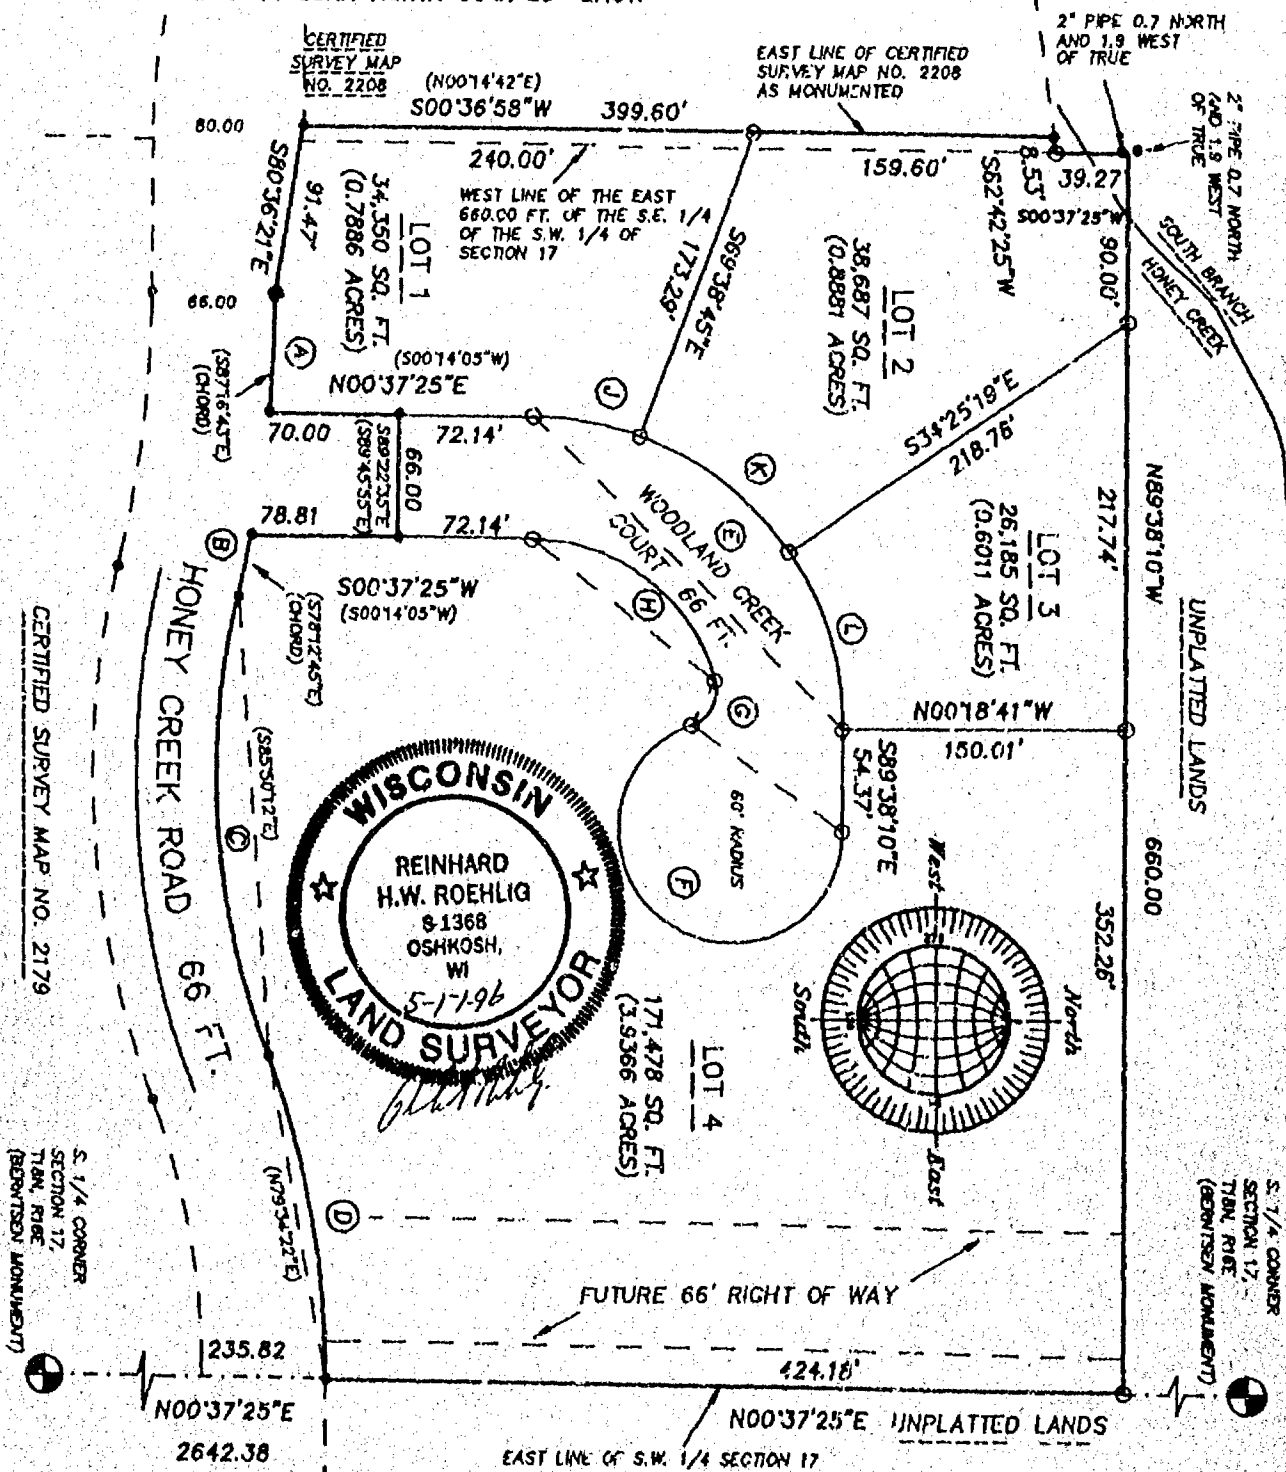 2" PIPE 0.7 NORTH
AND 1.9 WEST
OF TRUE
CERTIFIED
SURVEY MAP
NO. 2208
(N00°14'42"E)
S00°36'58"W
399.60'
EAST LINE OF CERTIFIED
SURVEY MAP NO. 2208
AS MONUMENTED
2" PIPE 0.7 NORTH
AND 1.9 WEST
OF TRUE
80.00
240.00'
159.60'
8.53'
S62°42'25"W
39.27
S00°37'25"W
90.00'
SOUTH BRANCH
HONEY CREEK
S80°36'21"E
91.47'
WEST LINE OF THE EAST
660.00 FT. OF THE S.E. 1/4
OF THE S.W. 1/4 OF
SECTION 17
LOT 1
34,350 SQ. FT.
(0.7886 ACRES)
S69°38'45"E
173.29'
LOT 2
38,687 SQ. FT.
(0.8881 ACRES)
66.00
A
(S87°16'43"E)
(CHORD)
(S00°14'05"W)
N00°37'25"E
70.00
72.14'
J
S34°25'19"E
218.76'
K
66.00
S89°22'35"E
(S89°45'55"E)
78.81
72.14'
B
(S78°12'45"E)
(CHORD)
S00°37'25"W
(S00°14'05"W)
WOODLAND CREEK
COURT 66 FT.
E
H
L
G
LOT 3
26,185 SQ. FT.
(0.6011 ACRES)
N89°38'10"W
217.74'
UNPLATTED LANDS
N00°18'41"W
150.01'
S89°38'10"E
54.37'
660.00
352.26'
60' RADIUS
F
HONEY CREEK ROAD 66 FT.
(S85°50'12"E)
C
CERTIFIED SURVEY MAP NO. 2179
WISCONSIN
LAND SURVEYOR
REINHARD
H.W. ROEHLIG
S-1368
OSHKOSH,
WI
5-17-96
West
North
South
East
LOT 4
171,478 SQ. FT.
(3.9366 ACRES)
D
(N79°34'22"E)
FUTURE 66' RIGHT OF WAY
S. 1/4 CORNER
SECTION 17,
T18N, R16E
(BERNTSEN MONUMENT)
S. 1/4 CORNER
SECTION 17,
T18N, R16E
(BERNTSEN MONUMENT)
235.82
424.18'
N00°37'25"E
2642.38
N00°37'25"E
UNPLATTED LANDS
EAST LINE OF S.W. 1/4 SECTION 17